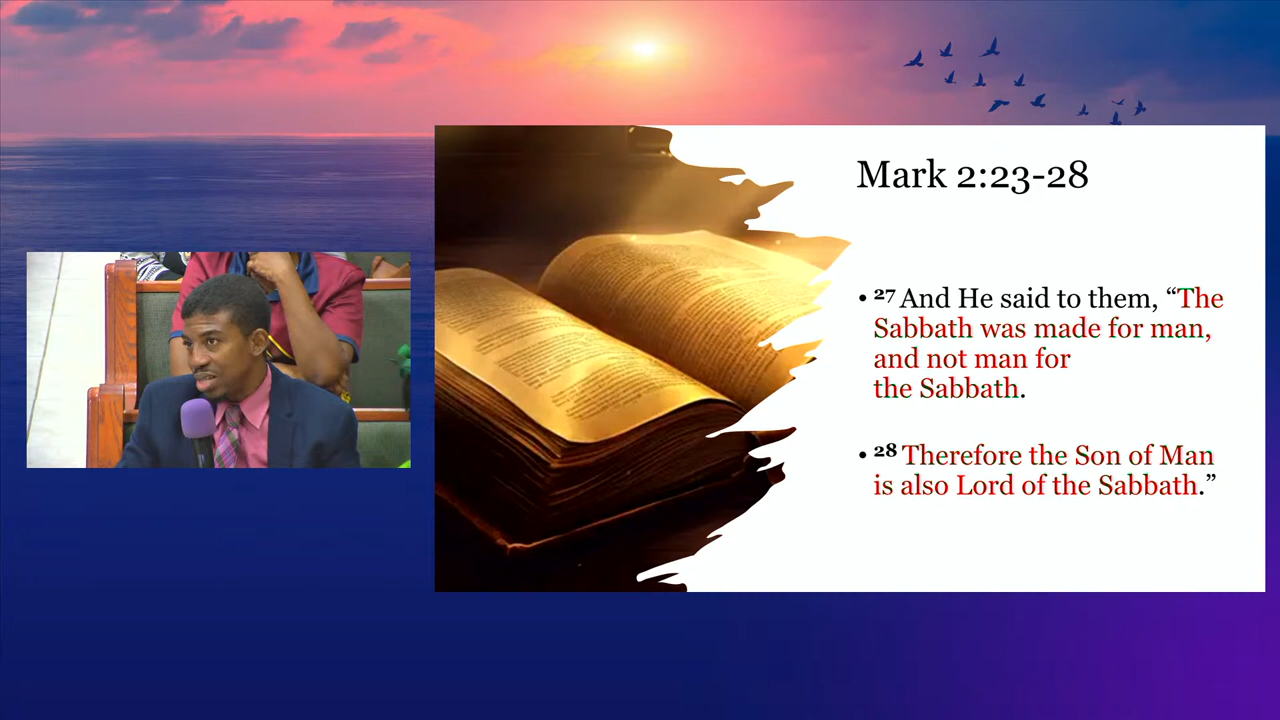 Mark 2:23-28
• 27 And He said to them, “The
Sabbath was made for man,
and not man for
the Sabbath.
• 28 Therefore the Son of Man
is also Lord of the Sabbath.”